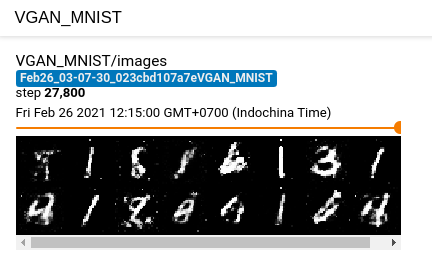 VGAN_MNIST
VGAN_MNIST/images
Feb26_03-07-30_023cbd107a7eVGAN_MNIST
step 27,800
Fri Feb 26 2021 12:15:00 GMT+0700 (Indochina Time)